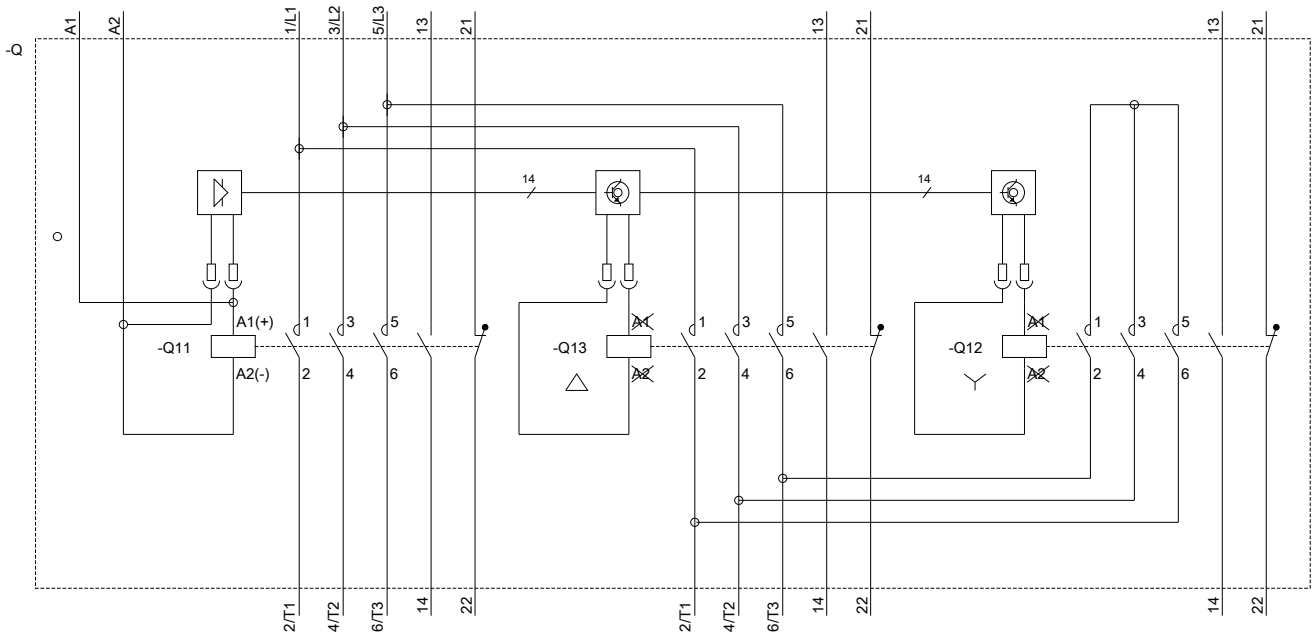 A1 A2 1/L1 3/L2 5/L3 13 21 13 21 13 21
-Q
14 14
A1(+) 1 3 5 A1 1 3 5 A1 1 3 5
-Q11 -Q13 -Q12
A2(-) 2 4 6 A2 2 4 6 A2 2 4 6
2/T1 4/T2 6/T3 14 22 2/T1 4/T2 6/T3 14 22 14 22